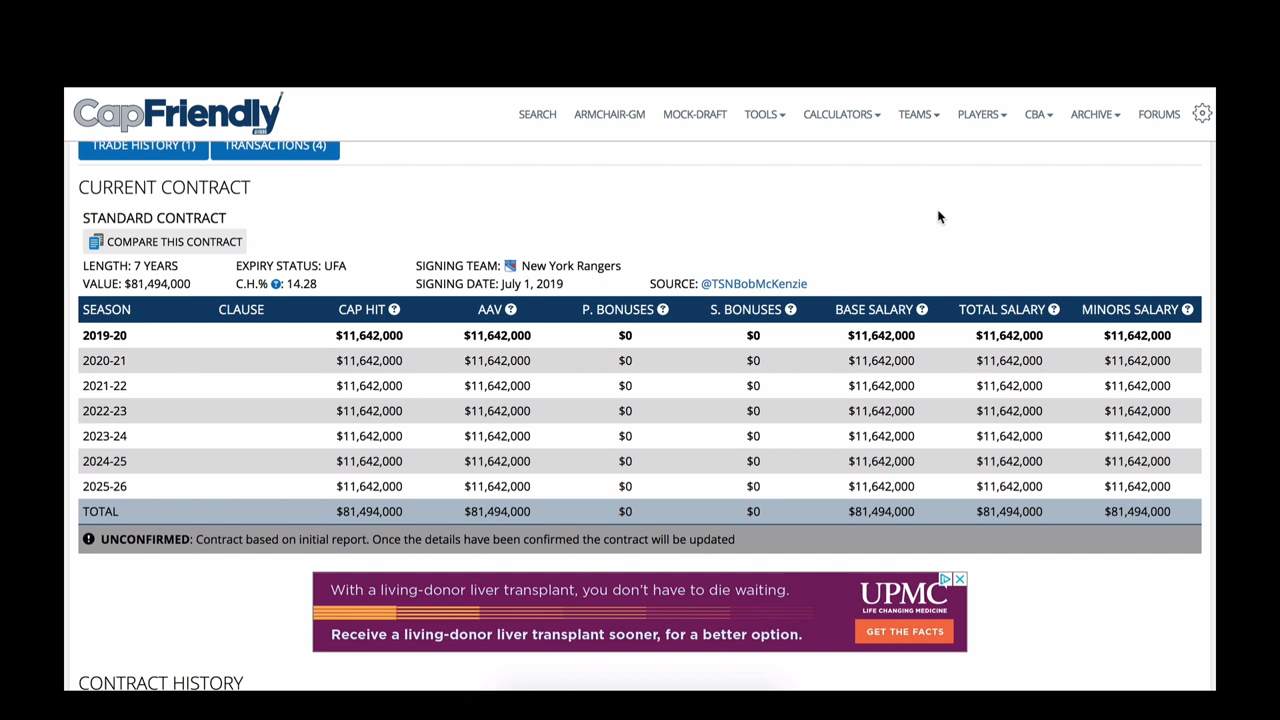 CapFriendly SEARCH ARMCHAIR-GM MOCK-DRAFT TOOLS CALCULATORS TEAMS PLAYERS CBA ARCHIVE FORUMS
TRADE HISTORY (1) TRANSACTIONS (4)
CURRENT CONTRACT
STANDARD CONTRACT
COMPARE THIS CONTRACT
LENGTH: 7 YEARS EXPIRY STATUS: UFA SIGNING TEAM: New York Rangers
VALUE: $81,494,000 C.H.% ?: 14.28 SIGNING DATE: July 1, 2019 SOURCE: @TSNBobMcKenzie
SEASON CLAUSE CAP HIT ? AAV ? P. BONUSES ? S. BONUSES ? BASE SALARY ? TOTAL SALARY ? MINORS SALARY ?
2019-20 $11,642,000 $11,642,000 $0 $0 $11,642,000 $11,642,000 $11,642,000
2020-21 $11,642,000 $11,642,000 $0 $0 $11,642,000 $11,642,000 $11,642,000
2021-22 $11,642,000 $11,642,000 $0 $0 $11,642,000 $11,642,000 $11,642,000
2022-23 $11,642,000 $11,642,000 $0 $0 $11,642,000 $11,642,000 $11,642,000
2023-24 $11,642,000 $11,642,000 $0 $0 $11,642,000 $11,642,000 $11,642,000
2024-25 $11,642,000 $11,642,000 $0 $0 $11,642,000 $11,642,000 $11,642,000
2025-26 $11,642,000 $11,642,000 $0 $0 $11,642,000 $11,642,000 $11,642,000
TOTAL $81,494,000 $81,494,000 $0 $0 $81,494,000 $81,494,000 $81,494,000
! UNCONFIRMED: Contract based on initial report. Once the details have been confirmed the contract will be updated
With a living-donor liver transplant, you don't have to die waiting.
Receive a living-donor liver transplant sooner, for a better option.
UPMC
LIFE CHANGING MEDICINE
GET THE FACTS
CONTRACT HISTORY